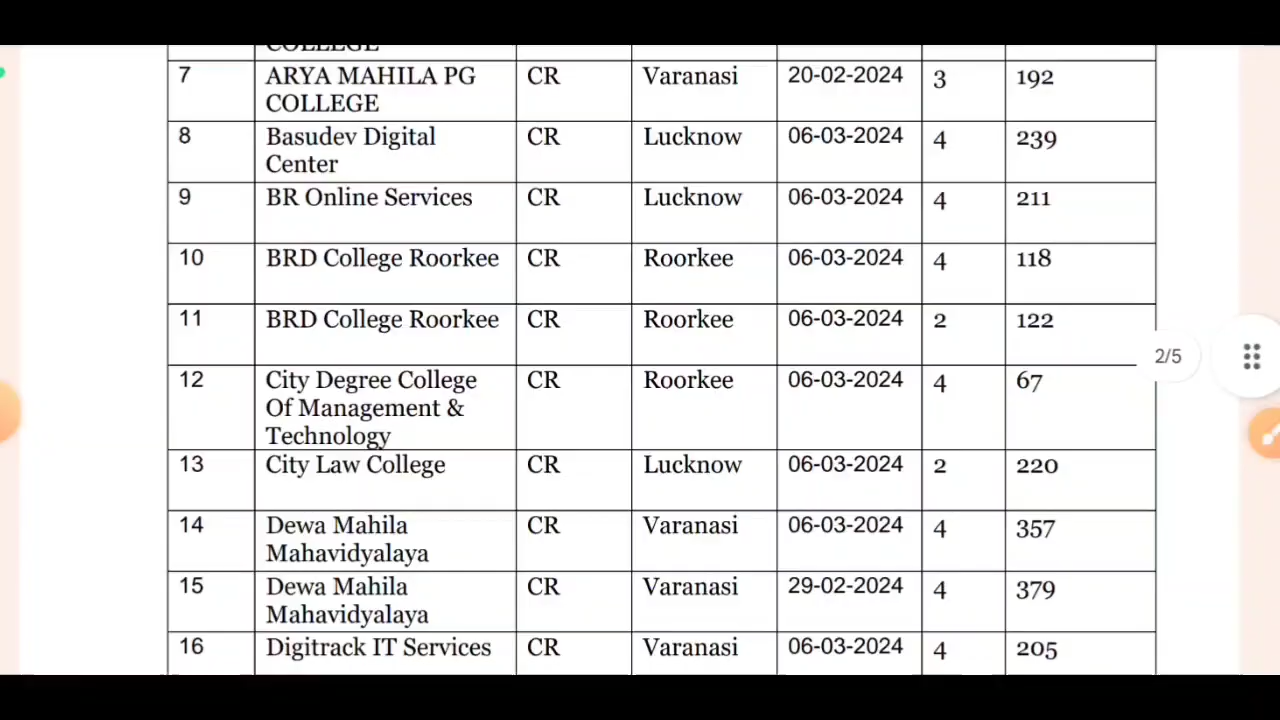 COLLEGE
7 ARYA MAHILA PG CR Varanasi 20-02-2024 3 192
COLLEGE
8 Basudev Digital CR Lucknow 06-03-2024 4 239
Center
9 BR Online Services CR Lucknow 06-03-2024 4 211
10 BRD College Roorkee CR Roorkee 06-03-2024 4 118
11 BRD College Roorkee CR Roorkee 06-03-2024 2 122
2/5
12 City Degree College CR Roorkee 06-03-2024 4 67
Of Management &
Technology
13 City Law College CR Lucknow 06-03-2024 2 220
14 Dewa Mahila CR Varanasi 06-03-2024 4 357
Mahavidyalaya
15 Dewa Mahila CR Varanasi 29-02-2024 4 379
Mahavidyalaya
16 Digitrack IT Services CR Varanasi 06-03-2024 4 205